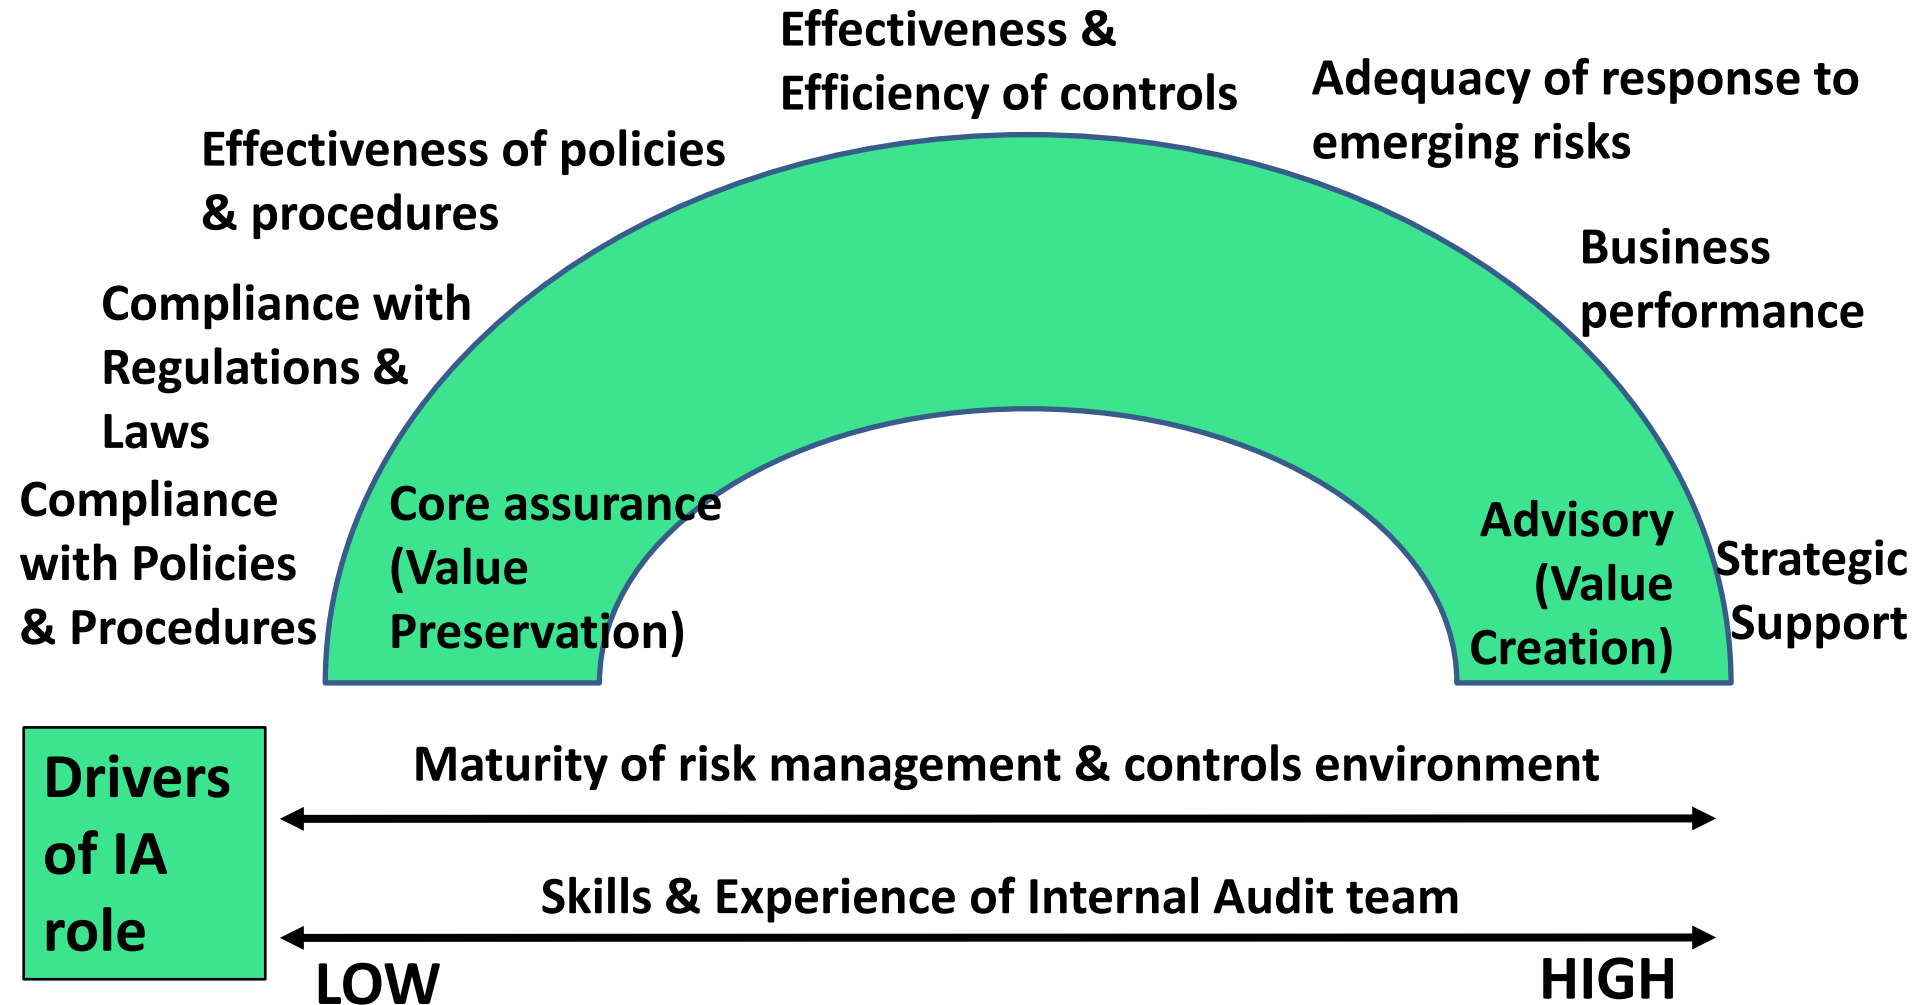 Effectiveness &
Efficiency of controls
Adequacy of response to
emerging risks
Effectiveness of policies
& procedures
Business
performance
Compliance with
Regulations &
Laws
Compliance
with Policies
& Procedures
Core assurance
(Value
Preservation)
Advisory
(Value
Creation)
Strategic
Support
Drivers
of IA
role
Maturity of risk management & controls environment
Skills & Experience of Internal Audit team
LOW
HIGH